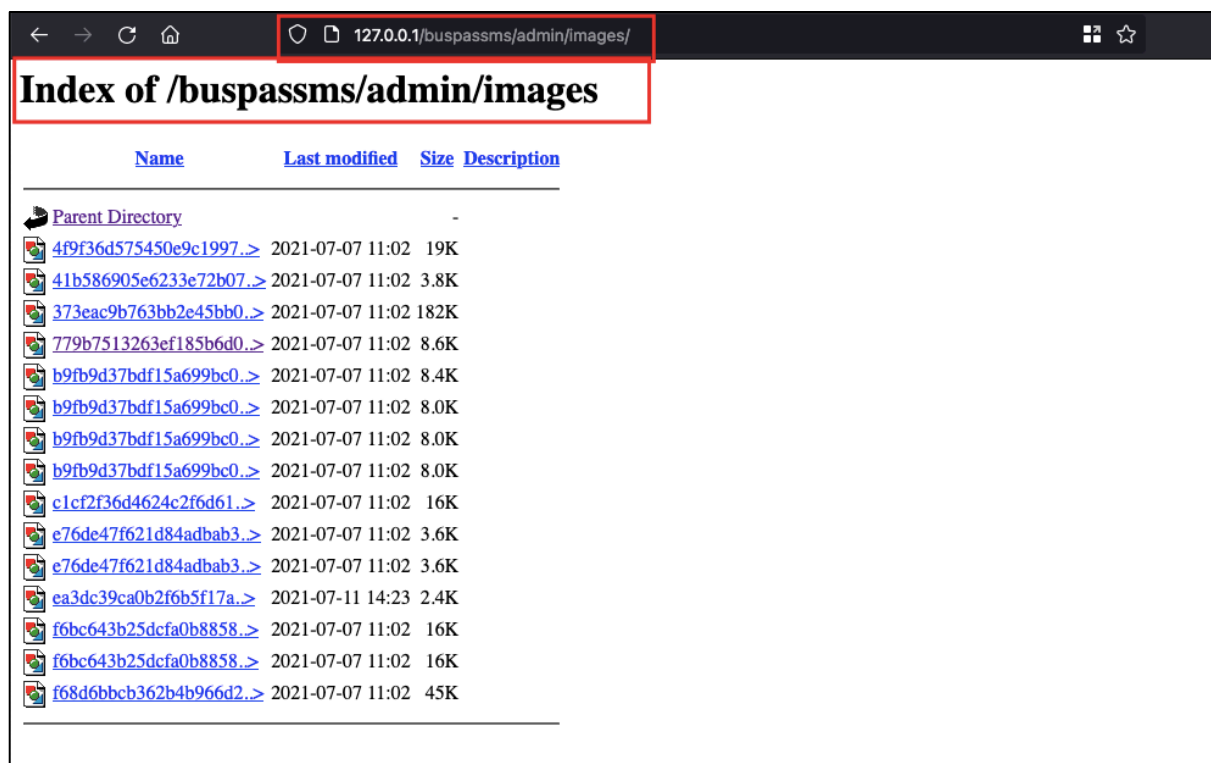 127.0.0.1/buspassms/admin/images/
Index of /buspassms/admin/images
Name Last modified Size Description
Parent Directory -
4f9f36d575450e9c1997..> 2021-07-07 11:02 19K
41b586905e6233e72b07..> 2021-07-07 11:02 3.8K
373eac9b763bb2e45bb0..> 2021-07-07 11:02 182K
779b7513263ef185b6d0..> 2021-07-07 11:02 8.6K
b9fb9d37bdf15a699bc0..> 2021-07-07 11:02 8.4K
b9fb9d37bdf15a699bc0..> 2021-07-07 11:02 8.0K
b9fb9d37bdf15a699bc0..> 2021-07-07 11:02 8.0K
b9fb9d37bdf15a699bc0..> 2021-07-07 11:02 8.0K
c1cf2f36d4624c2f6d61..> 2021-07-07 11:02 16K
e76de47f621d84adbab3..> 2021-07-07 11:02 3.6K
e76de47f621d84adbab3..> 2021-07-07 11:02 3.6K
ea3dc39ca0b2f6b5f17a..> 2021-07-11 14:23 2.4K
f6bc643b25dcfa0b8858..> 2021-07-07 11:02 16K
f6bc643b25dcfa0b8858..> 2021-07-07 11:02 16K
f68d6bbcb362b4b966d2..> 2021-07-07 11:02 45K